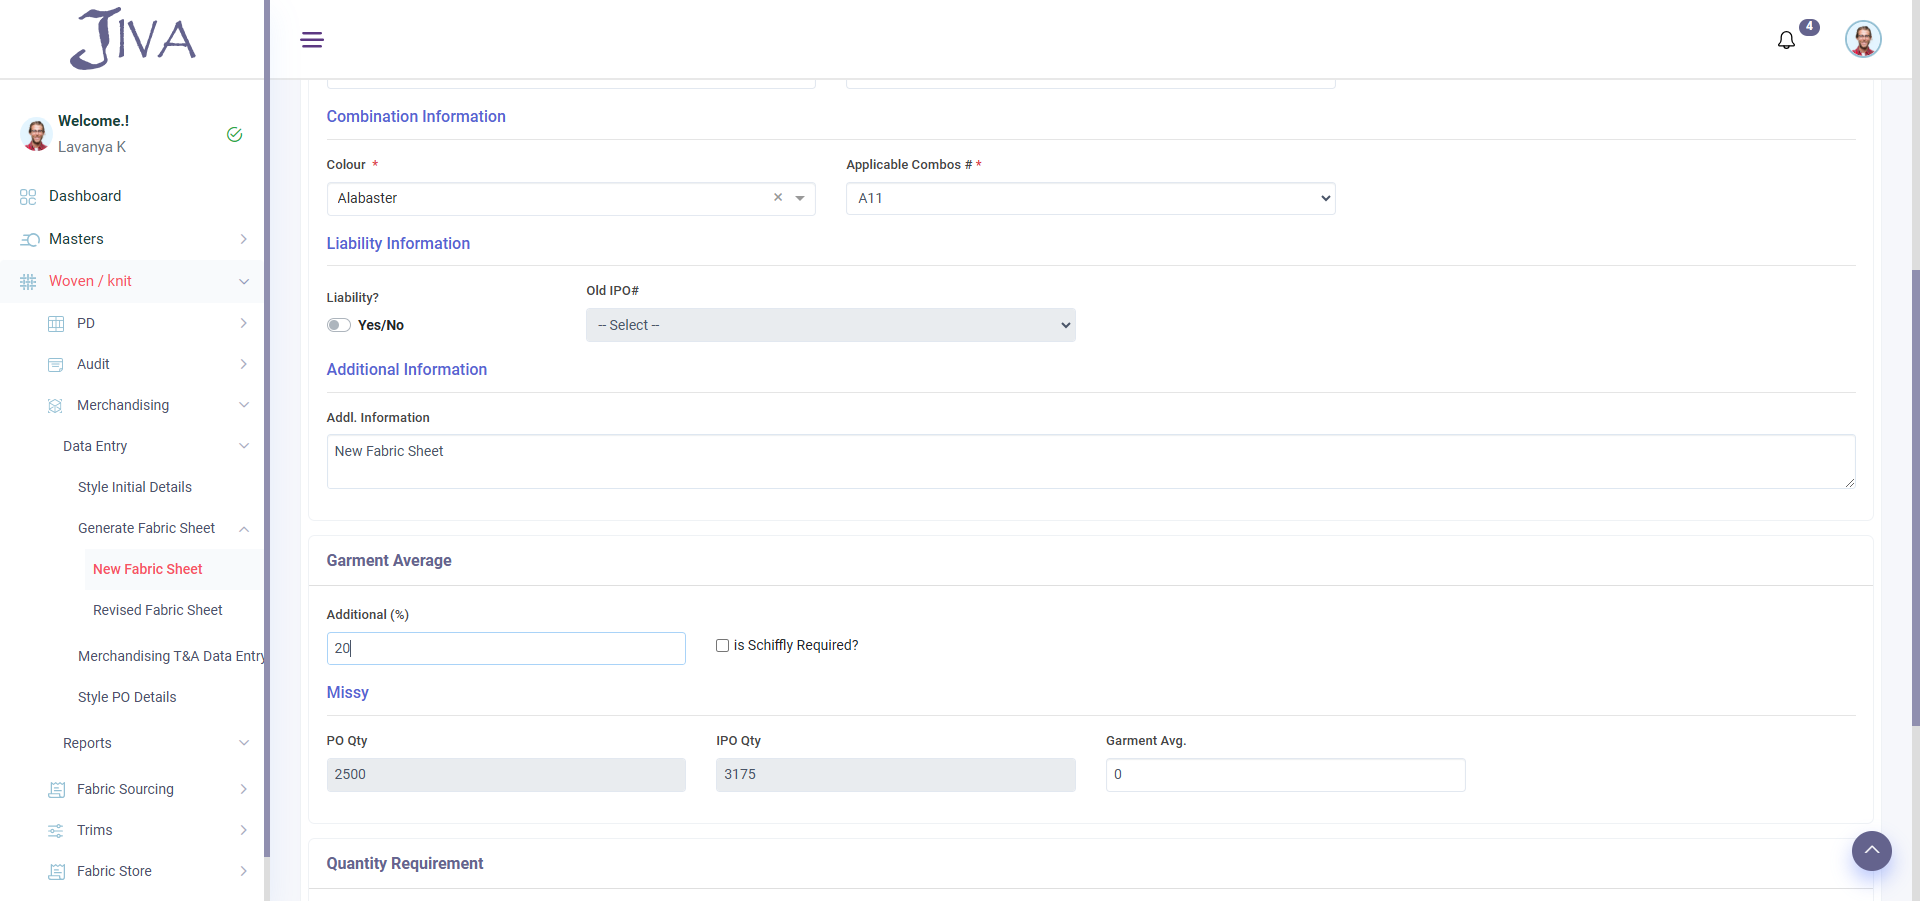 JIVA
4
Welcome.!
Lavanya K
Dashboard
Masters
Woven / knit
PD
Audit
Merchandising
Data Entry
Style Initial Details
Generate Fabric Sheet
New Fabric Sheet
Revised Fabric Sheet
Merchandising T&A Data Entry
Style PO Details
Reports
Fabric Sourcing
Trims
Fabric Store
Combination Information
Colour * Applicable Combos # *
Alabaster × A11
Liability Information
Liability? Old IPO#
Yes/No -- Select --
Additional Information
Addl. Information
New Fabric Sheet
Garment Average
Additional (%)
20 is Schiffly Required?
Missy
PO Qty IPO Qty Garment Avg.
2500 3175 0
Quantity Requirement